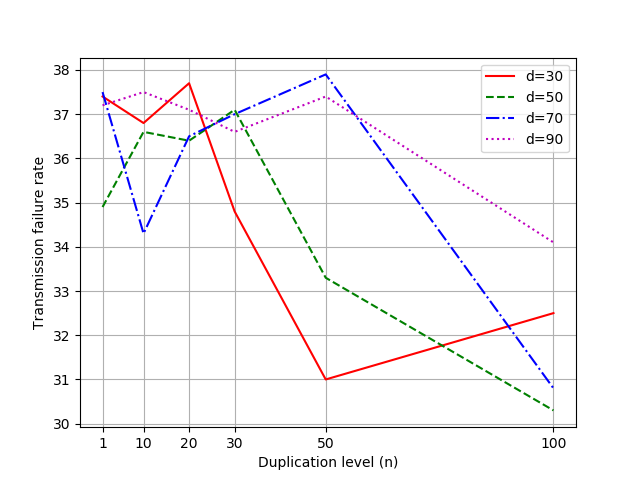 38
37
36
35
34
33
32
31
30
Transmission failure rate
d=30
d=50
d=70
d=90
1 10 20 30 50 100
Duplication level (n)